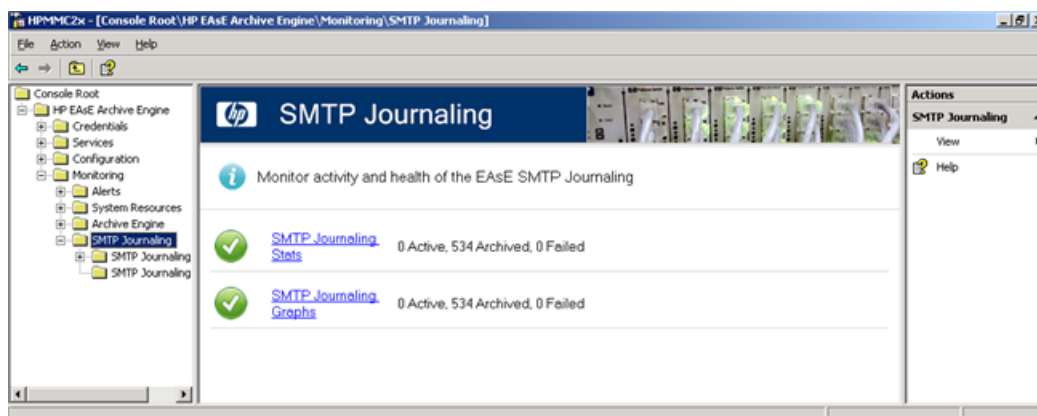 HPMMC2x - [Console Root\HP EAsE Archive Engine\Monitoring\SMTP Journaling]
File Action View Help
Console Root
HP EAsE Archive Engine
Credentials
Services
Configuration
Monitoring
Alerts
System Resources
Archive Engine
SMTP Journaling
SMTP Journaling
SMTP Journaling
hp SMTP Journaling
Monitor activity and health of the EAsE SMTP Journaling
SMTP Journaling Stats
0 Active, 534 Archived, 0 Failed
SMTP Journaling Graphs
0 Active, 534 Archived, 0 Failed
Actions
SMTP Journaling
View
Help